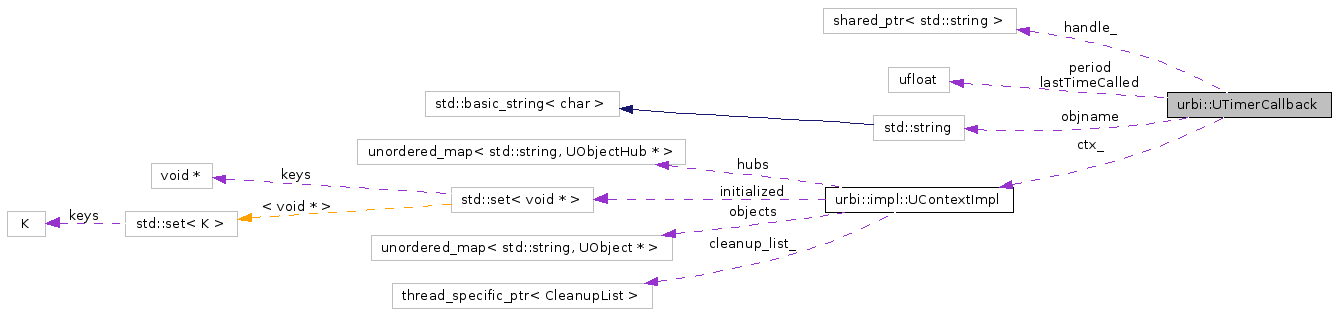 shared_ptr< std::string >
handle_
ufloat
period
lastTimeCalled
urbi::UTimerCallback
std::basic_string< char >
std::string
objname
ctx_
unordered_map< std::string, UObjectHub * >
hubs
void *
keys
std::set< void * >
initialized
urbi::impl::UContextImpl
K
keys
std::set< K >
< void * >
objects
unordered_map< std::string, UObject * >
cleanup_list_
thread_specific_ptr< CleanupList >